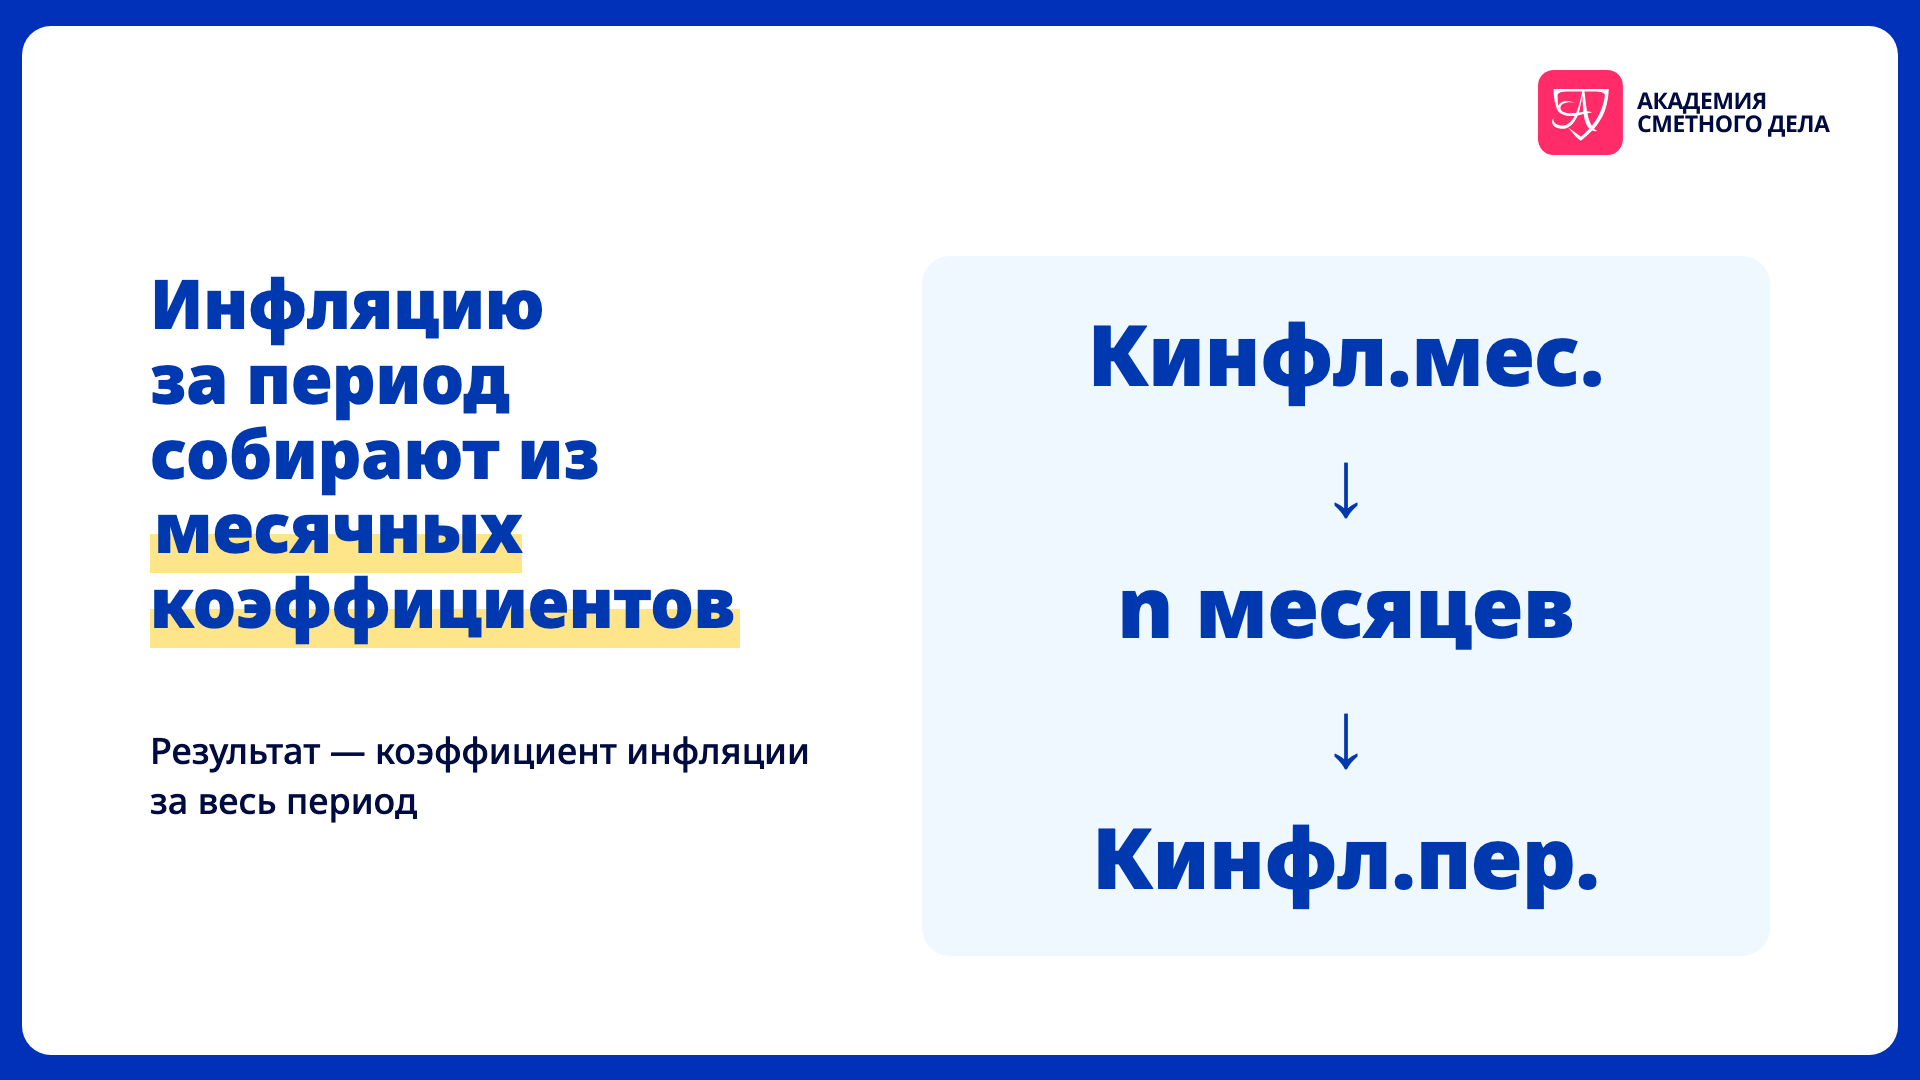 АКАДЕМИЯ
СМЕТНОГО ДЕЛА
Инфляцию
за период
собирают из
месячных
коэффициентов
Результат — коэффициент инфляции
за весь период
Кинфл.мес.
↓
n месяцев
↓
Кинфл.пер.